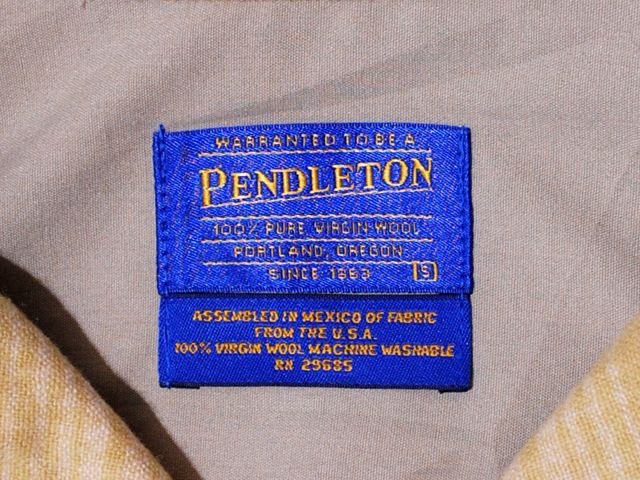 WARRANTED TO BE A
PENDLETON
100% PURE VIRGIN WOOL
PORTLAND, OREGON
SINCE 1863 S
ASSEMBLED IN MEXICO OF FABRIC
FROM THE U.S.A.
100% VIRGIN WOOL MACHINE WASHABLE
RN 29685